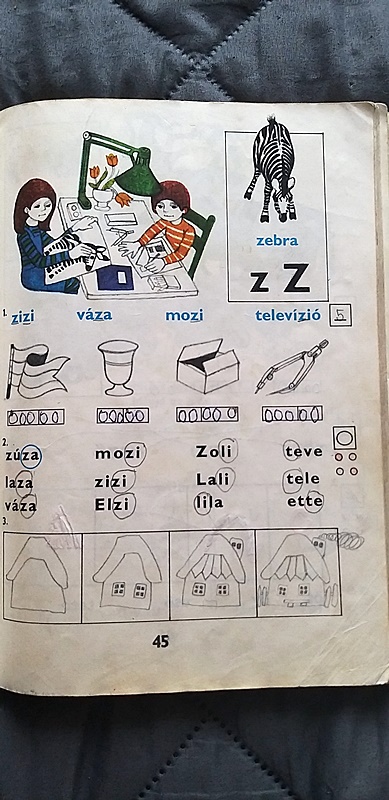 zebra
z Z
1. zizi váza mozi televízió 5
2.
zúza mozi Zoli teve
laza zizi Lali tele
váza Elzi lila ette
3.
45